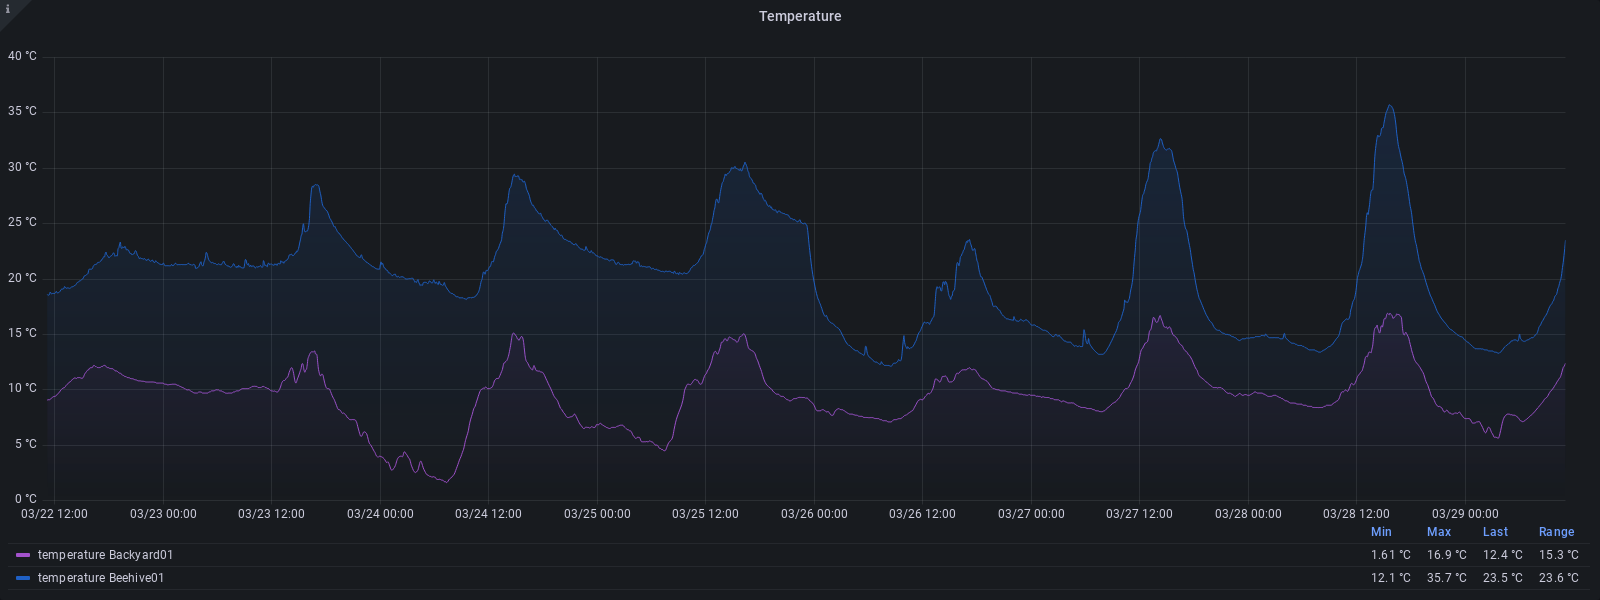 i
Temperature
40 °C
35 °C
30 °C
25 °C
20 °C
15 °C
10 °C
5 °C
0 °C
03/22 12:00 03/23 00:00 03/23 12:00 03/24 00:00 03/24 12:00 03/25 00:00 03/25 12:00 03/26 00:00 03/26 12:00 03/27 00:00 03/27 12:00 03/28 00:00 03/28 12:00 03/29 00:00
Min Max Last Range
temperature Backyard01 1.61 °C 16.9 °C 12.4 °C 15.3 °C
temperature Beehive01 12.1 °C 35.7 °C 23.5 °C 23.6 °C